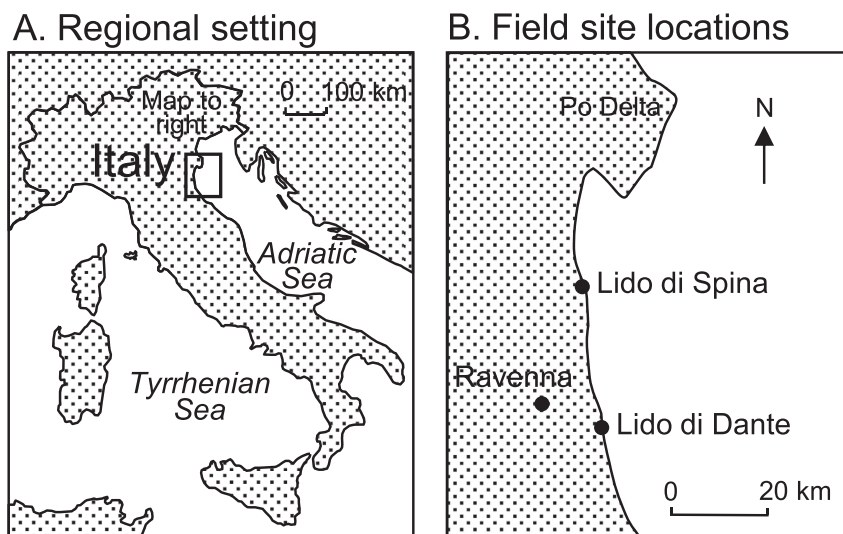 A. Regional setting
Map to
right
0 100 km
Italy
Adriatic
Sea
Tyrrhenian
Sea
B. Field site locations
Po Delta
N
Lido di Spina
Ravenna
Lido di Dante
0 20 km